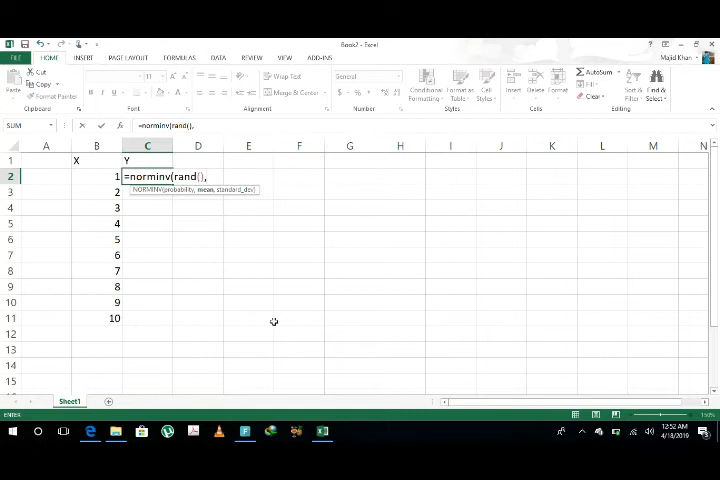 Book2 - Excel
FILE HOME INSERT PAGE LAYOUT FORMULAS DATA REVIEW VIEW ADD-INS Majid Khan
Paste Cut Copy Format Painter
11 A A Wrap Text General AutoSum
B I U Merge & Center $ % Conditional Formatting Format as Table Cell Styles Insert Delete Format Fill Clear Sort & Filter Find & Select
Clipboard Font Alignment Number Styles Cells Editing
SUM =norminv(rand(),
A B C D E F G H I J K L M N
1 X Y
2 1 =norminv(rand(),
NORMINV(probability, mean, standard_dev)
3 2
4 3
5 4
6 5
7 6
8 7
9 8
10 9
11 10
12
13
14
15
Sheet1
ENTER 150%
12:52 AM
4/18/2019